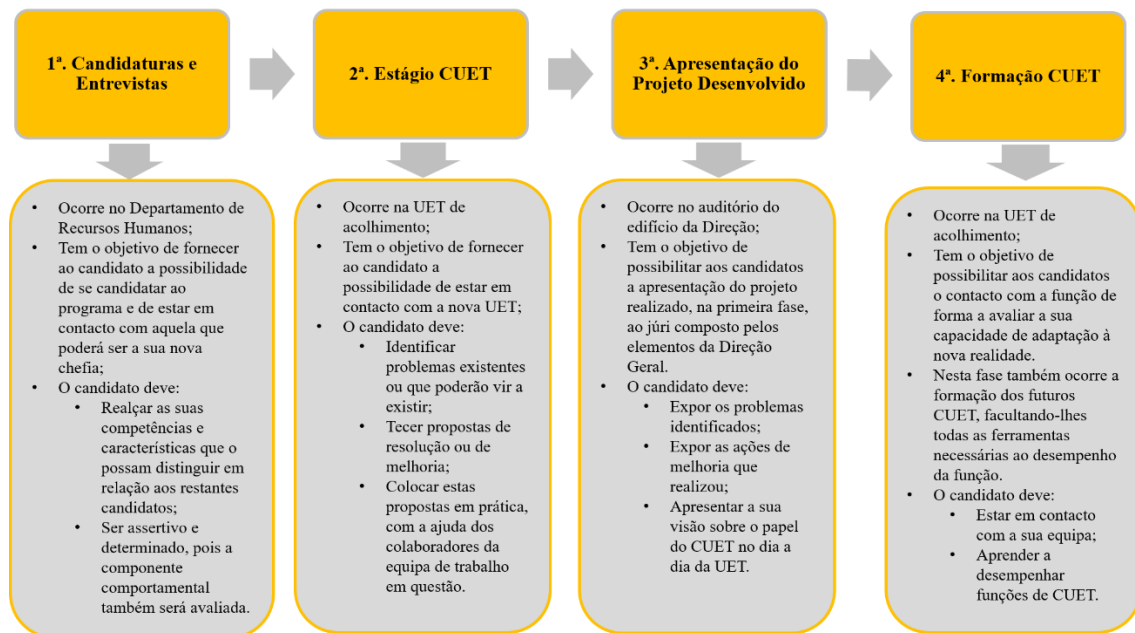 1ª. Candidaturas e
Entrevistas
2ª. Estágio CUET
3ª. Apresentação do
Projeto Desenvolvido
4ª. Formação CUET
• Ocorre no Departamento de
Recursos Humanos;
• Tem o objetivo de fornecer
ao candidato a possibilidade
de se candidatar ao
programa e de estar em
contacto com aquela que
poderá ser a sua nova
chefia;
• O candidato deve:
• Realçar as suas
competências e
características que o
possam distinguir em
relação aos restantes
candidatos;
• Ser assertivo e
determinado, pois a
componente
comportamental
também será avaliada.
• Ocorre na UET de
acolhimento;
• Tem o objetivo de fornecer
ao candidato a
possibilidade de estar em
contacto com a nova UET;
• O candidato deve:
• Identificar
problemas existentes
ou que poderão vir a
existir;
• Tecer propostas de
resolução ou de
melhoria;
• Colocar estas
propostas em prática,
com a ajuda dos
colaboradores da
equipa de trabalho
em questão.
• Ocorre no auditório do
edifício da Direção;
• Tem o objetivo de
possibilitar aos candidatos
a apresentação do projeto
realizado, na primeira fase,
ao júri composto pelos
elementos da Direção
Geral.
• O candidato deve:
• Expor os problemas
identificados;
• Expor as ações de
melhoria que
realizou;
• Apresentar a sua
visão sobre o papel
do CUET no dia a
dia da UET.
• Ocorre na UET de
acolhimento;
• Tem o objetivo de
possibilitar aos candidatos
o contacto com a função de
forma a avaliar a sua
capacidade de adaptação à
nova realidade.
• Nesta fase também ocorre a
formação dos futuros
CUET, facultando-lhes
todas as ferramentas
necessárias ao desempenho
da função.
• O candidato deve:
• Estar em contacto
com a sua equipa;
• Aprender a
desempenhar
funções de CUET.